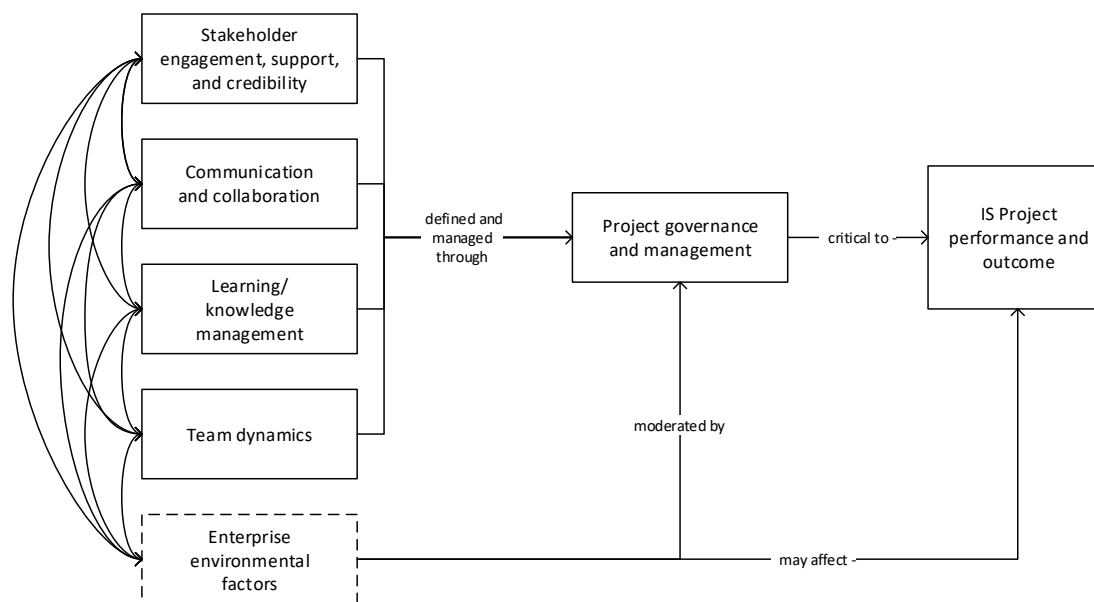 Stakeholder
engagement, support,
and credibility
Communication
and collaboration
Learning/
knowledge
management
Team dynamics
Enterprise
environmental
factors
defined and
managed
through
Project governance
and management
critical to -
IS Project
performance and
outcome
moderated by
may affect -